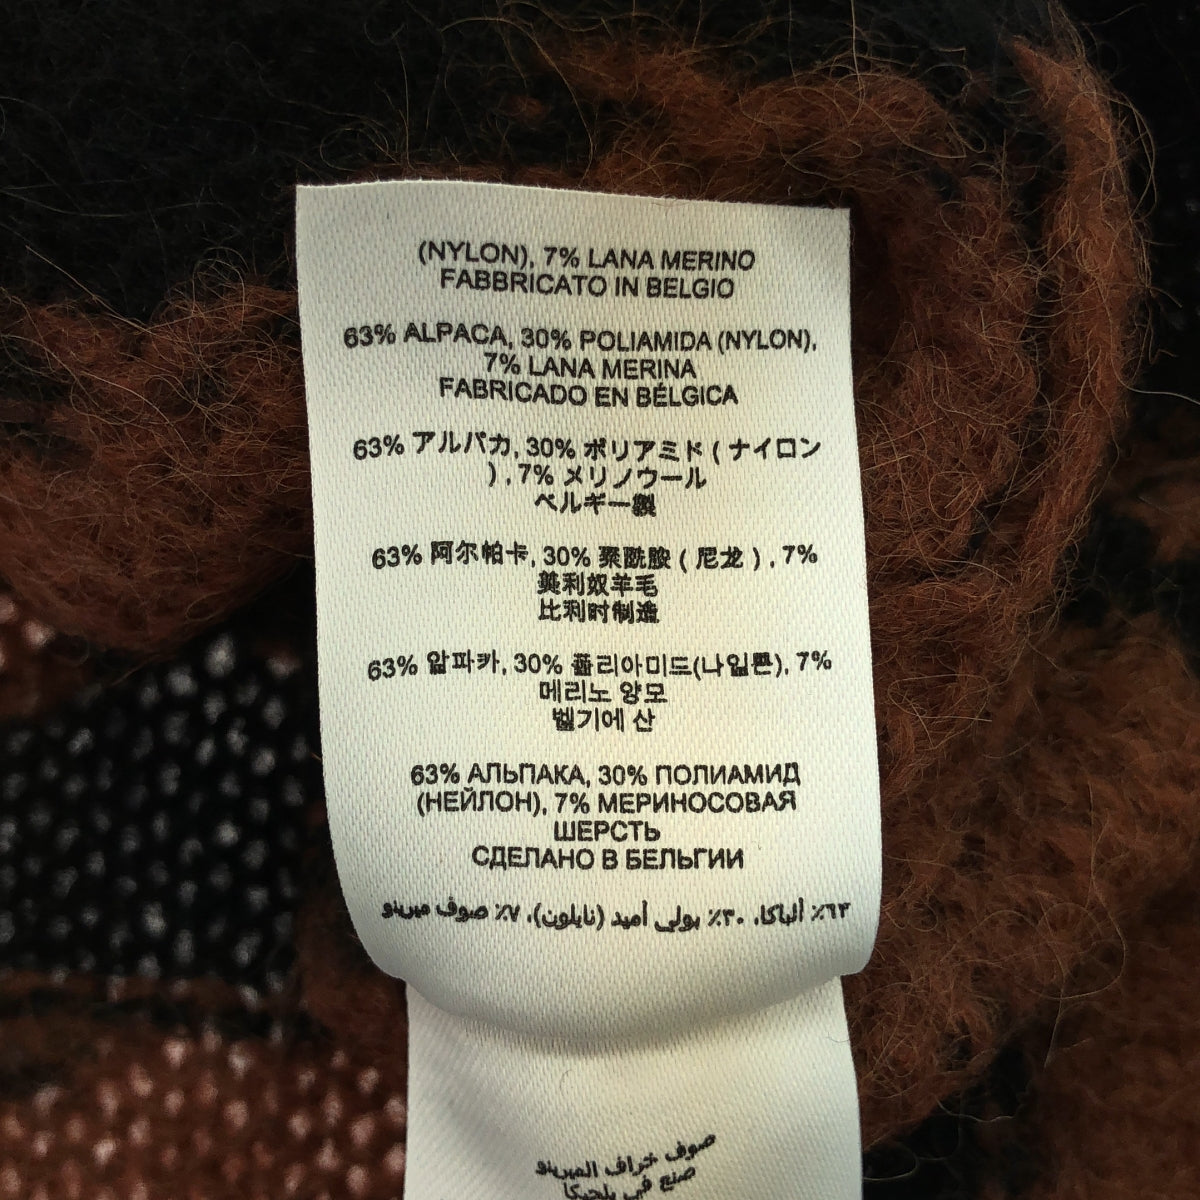 (NYLON), 7% LANA MERINO
FABBRICATO IN BELGIO
63% ALPACA, 30% POLIAMIDA (NYLON),
7% LANA MERINA
FABRICADO EN BÉLGICA
63% アルパカ, 30% ポリアミド ( ナイロン
) , 7% メリノウール
ベルギー製
63% 阿尔帕卡, 30% 聚酰胺 ( 尼龙 ) , 7%
美利奴羊毛
比利时制造
63% 알파카, 30% 폴리아미드(나일론), 7%
메리노 양모
벨기에 산
63% АЛЬПАКА, 30% ПОЛИАМИД
(НЕЙЛОН), 7% МЕРИНОСОВАЯ
ШЕРСТЬ
СДЕЛАНО В БЕЛЬГИИ
٦٣٪ ألباكا، ٣٠٪ بولي أميد (نايلون)، ٧٪ صوف ميرينو
صوف خراف الميرينو
صنع في بلجيكا